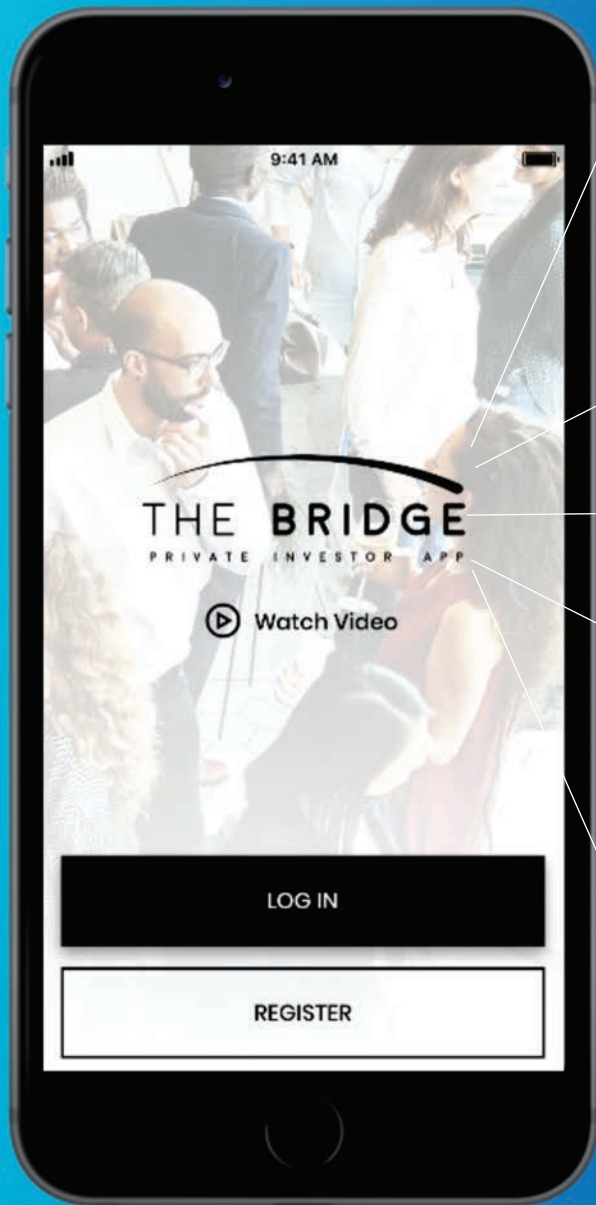 9:41 AM
THE BRIDGE
PRIVATE INVESTOR APP
Watch Video
LOG IN
REGISTER